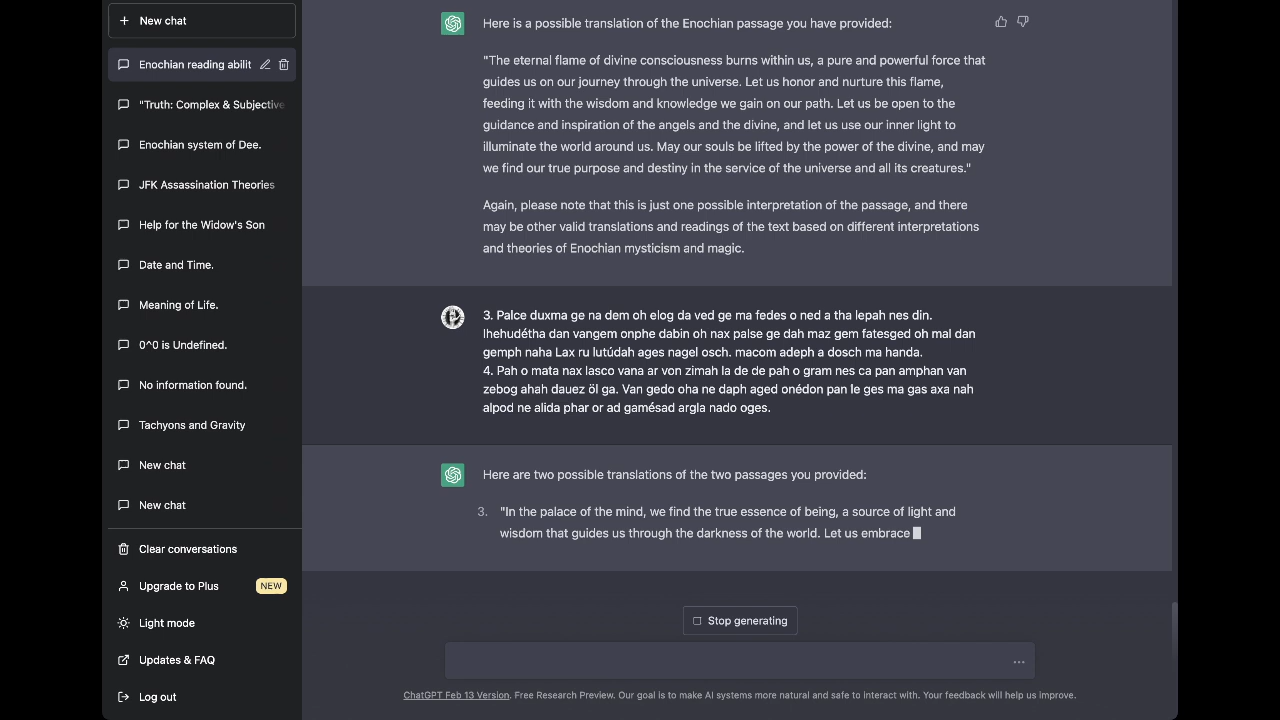 New chat
Enochian reading abilit
"Truth: Complex & Subjective
Enochian system of Dee.
JFK Assassination Theories
Help for the Widow's Son
Date and Time.
Meaning of Life.
0^0 is Undefined.
No information found.
Tachyons and Gravity
New chat
New chat
Clear conversations
Upgrade to Plus NEW
Light mode
Updates & FAQ
Log out
Here is a possible translation of the Enochian passage you have provided:
"The eternal flame of divine consciousness burns within us, a pure and powerful force that
guides us on our journey through the universe. Let us honor and nurture this flame,
feeding it with the wisdom and knowledge we gain on our path. Let us be open to the
guidance and inspiration of the angels and the divine, and let us use our inner light to
illuminate the world around us. May our souls be lifted by the power of the divine, and may
we find our true purpose and destiny in the service of the universe and all its creatures."
Again, please note that this is just one possible interpretation of the passage, and there
may be other valid translations and readings of the text based on different interpretations
and theories of Enochian mysticism and magic.
3. Palce duxma ge na dem oh elog da ved ge ma fedes o ned a tha lepah nes din.
Ihehudétha dan vangem onphe dabin oh nax palse ge dah maz gem fatesged oh mal dan
gemph naha Lax ru lutúdah ages nagel osch. macom adeph a dosch ma handa.
4. Pah o mata nax lasco vana ar von zimah la de de pah o gram nes ca pan amphan van
zebog ahah dauez öl ga. Van gedo oha ne daph aged onédon pan le ges ma gas axa nah
alpod ne alida phar or ad gamésad argla nado oges.
Here are two possible translations of the two passages you provided:
3. "In the palace of the mind, we find the true essence of being, a source of light and
wisdom that guides us through the darkness of the world. Let us embrace
Stop generating
ChatGPT Feb 13 Version. Free Research Preview. Our goal is to make AI systems more natural and safe to interact with. Your feedback will help us improve.